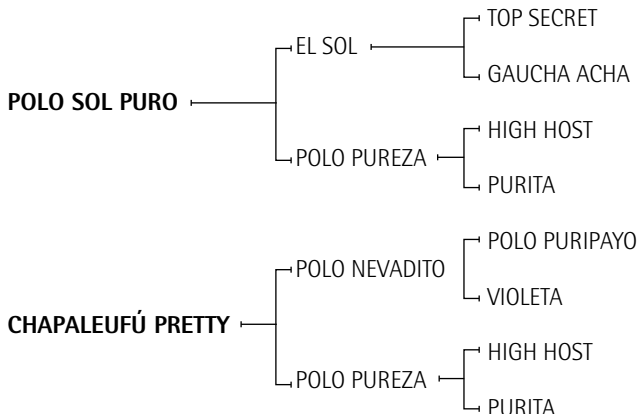 TOP SECRET
EL SOL
GAUCHA ACHA
POLO SOL PURO
HIGH HOST
POLO PUREZA
PURITA
POLO PURIPAYO
POLO NEVADITO
VIOLETA
CHAPALEUFÚ PRETTY
HIGH HOST
POLO PUREZA
PURITA